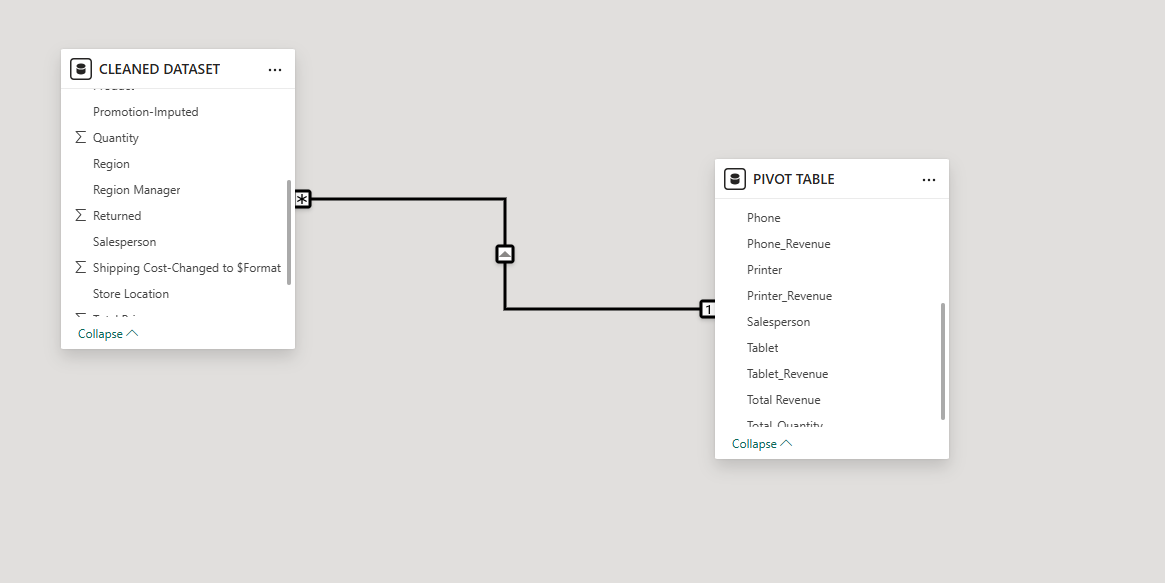 CLEANED DATASET
Promotion-Imputed
Quantity
Region
Region Manager
Returned
Salesperson
Shipping Cost-Changed to $Format
Store Location
Collapse
*
1
PIVOT TABLE
Phone
Phone_Revenue
Printer
Printer_Revenue
Salesperson
Tablet
Tablet_Revenue
Total Revenue
Total_Quantity
Collapse